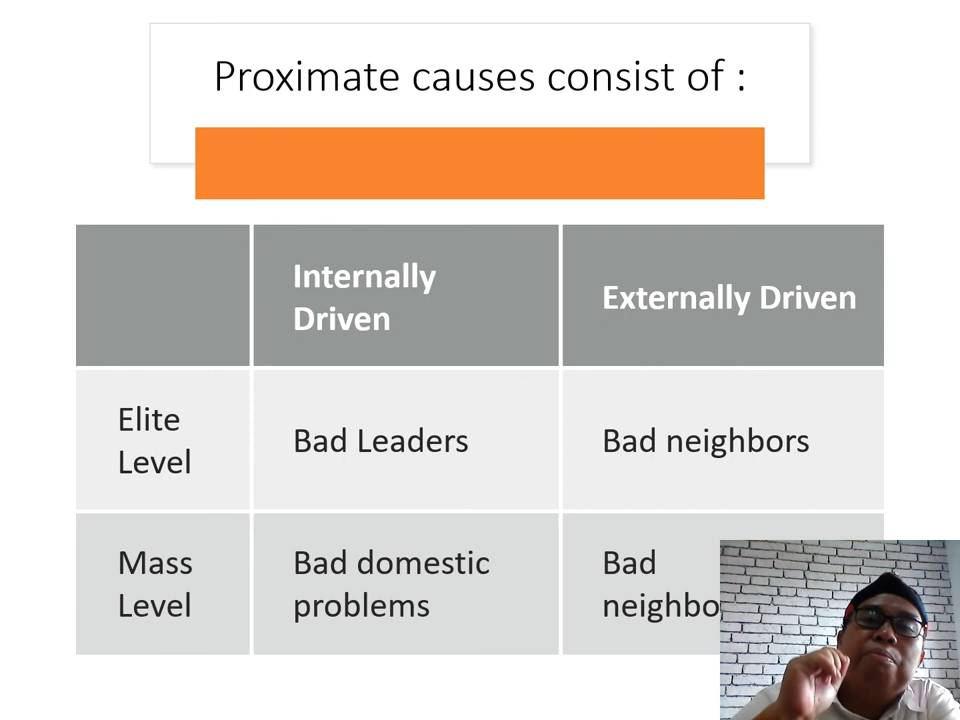 Proximate causes consist of :
Internally
Driven
Externally Driven
Elite
Level
Bad Leaders
Bad neighbors
Mass
Level
Bad domestic
problems
Bad